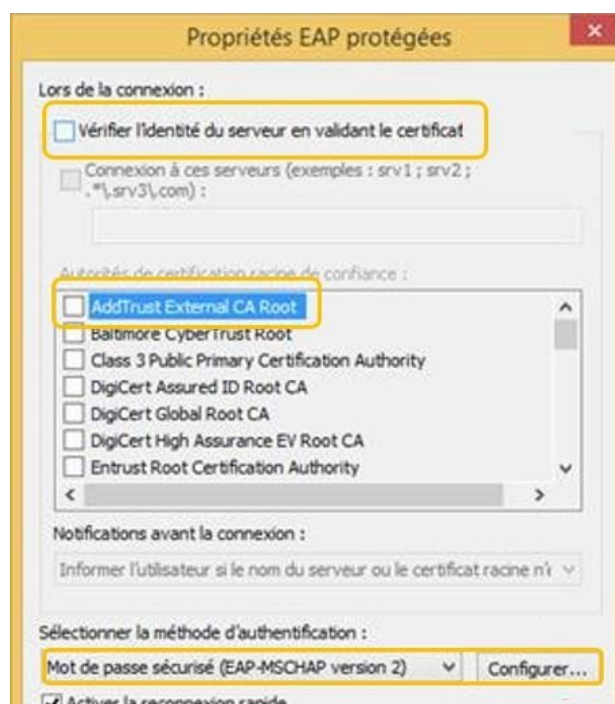 Propriétés EAP protégées
Lors de la connexion :
Vérifier l'identité du serveur en validant le certificat
Connexion à ces serveurs (exemples : srv1 ; srv2 ;
.*\.srv3\.com) :
Autorités de certification racine de confiance :
AddTrust External CA Root
Baltimore CyberTrust Root
Class 3 Public Primary Certification Authority
DigiCert Assured ID Root CA
DigiCert Global Root CA
DigiCert High Assurance EV Root CA
Entrust Root Certification Authority
Notifications avant la connexion :
Informer l'utilisateur si le nom du serveur ou le certificat racine n'e
Sélectionner la méthode d'authentification :
Mot de passe sécurisé (EAP-MSCHAP version 2) Configurer...
Activer la reconnexion rapide